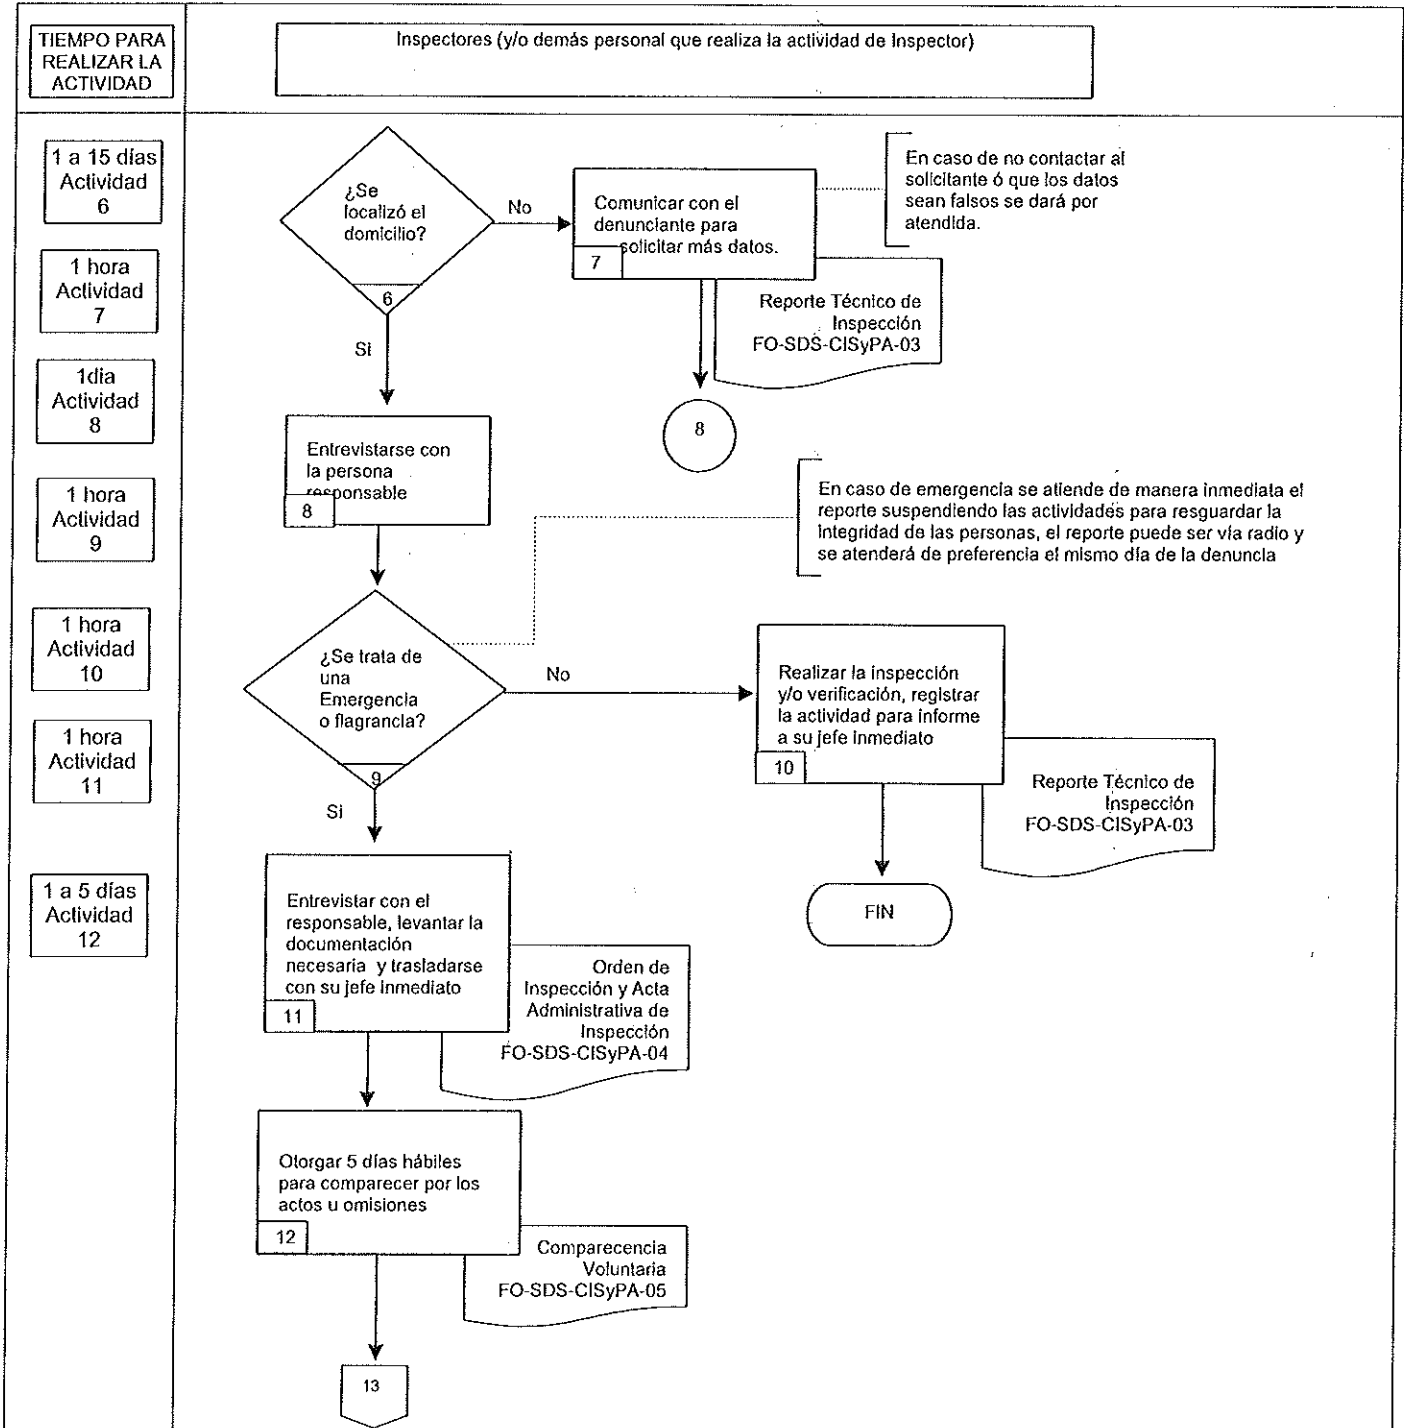 TIEMPO PARA
REALIZAR LA
ACTIVIDAD
Inspectores (y/o demás personal que realiza la actividad de Inspector)
1 a 15 días
Actividad
6
1 hora
Actividad
7
1dia
Actividad
8
1 hora
Actividad
9
1 hora
Actividad
10
1 hora
Actividad
11
1 a 5 días
Actividad
12
¿Se
localizó el
domicilio?
6
No
Si
Comunicar con el
denunciante para
solicitar más datos.
7
En caso de no contactar al
solicitante ó que los datos
sean falsos se dará por
atendida.
Reporte Técnico de
Inspección
FO-SDS-CISyPA-03
8
Entrevistarse con
la persona
responsable
8
En caso de emergencia se atiende de manera inmediata el
reporte suspendiendo las actividades para resguardar la
integridad de las personas, el reporte puede ser vía radio y
se atenderá de preferencia el mismo día de la denuncia
¿Se trata de
una
Emergencia
o flagrancia?
9
No
Si
Realizar la inspección
y/o verificación, registrar
la actividad para informe
a su jefe inmediato
10
Reporte Técnico de
Inspección
FO-SDS-CISyPA-03
FIN
Entrevistar con el
responsable, levantar la
documentación
necesaria y trasladarse
con su jefe inmediato
11
Orden de
Inspección y Acta
Administrativa de
Inspección
FO-SDS-CISyPA-04
Otorgar 5 días hábiles
para comparecer por los
actos u omisiones
12
Comparecencia
Voluntaria
FO-SDS-CISyPA-05
13